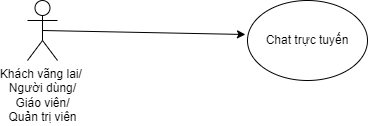 Chat trực tuyến
Khách vãng lai/
Người dùng/
Giáo viên/
Quản trị viên